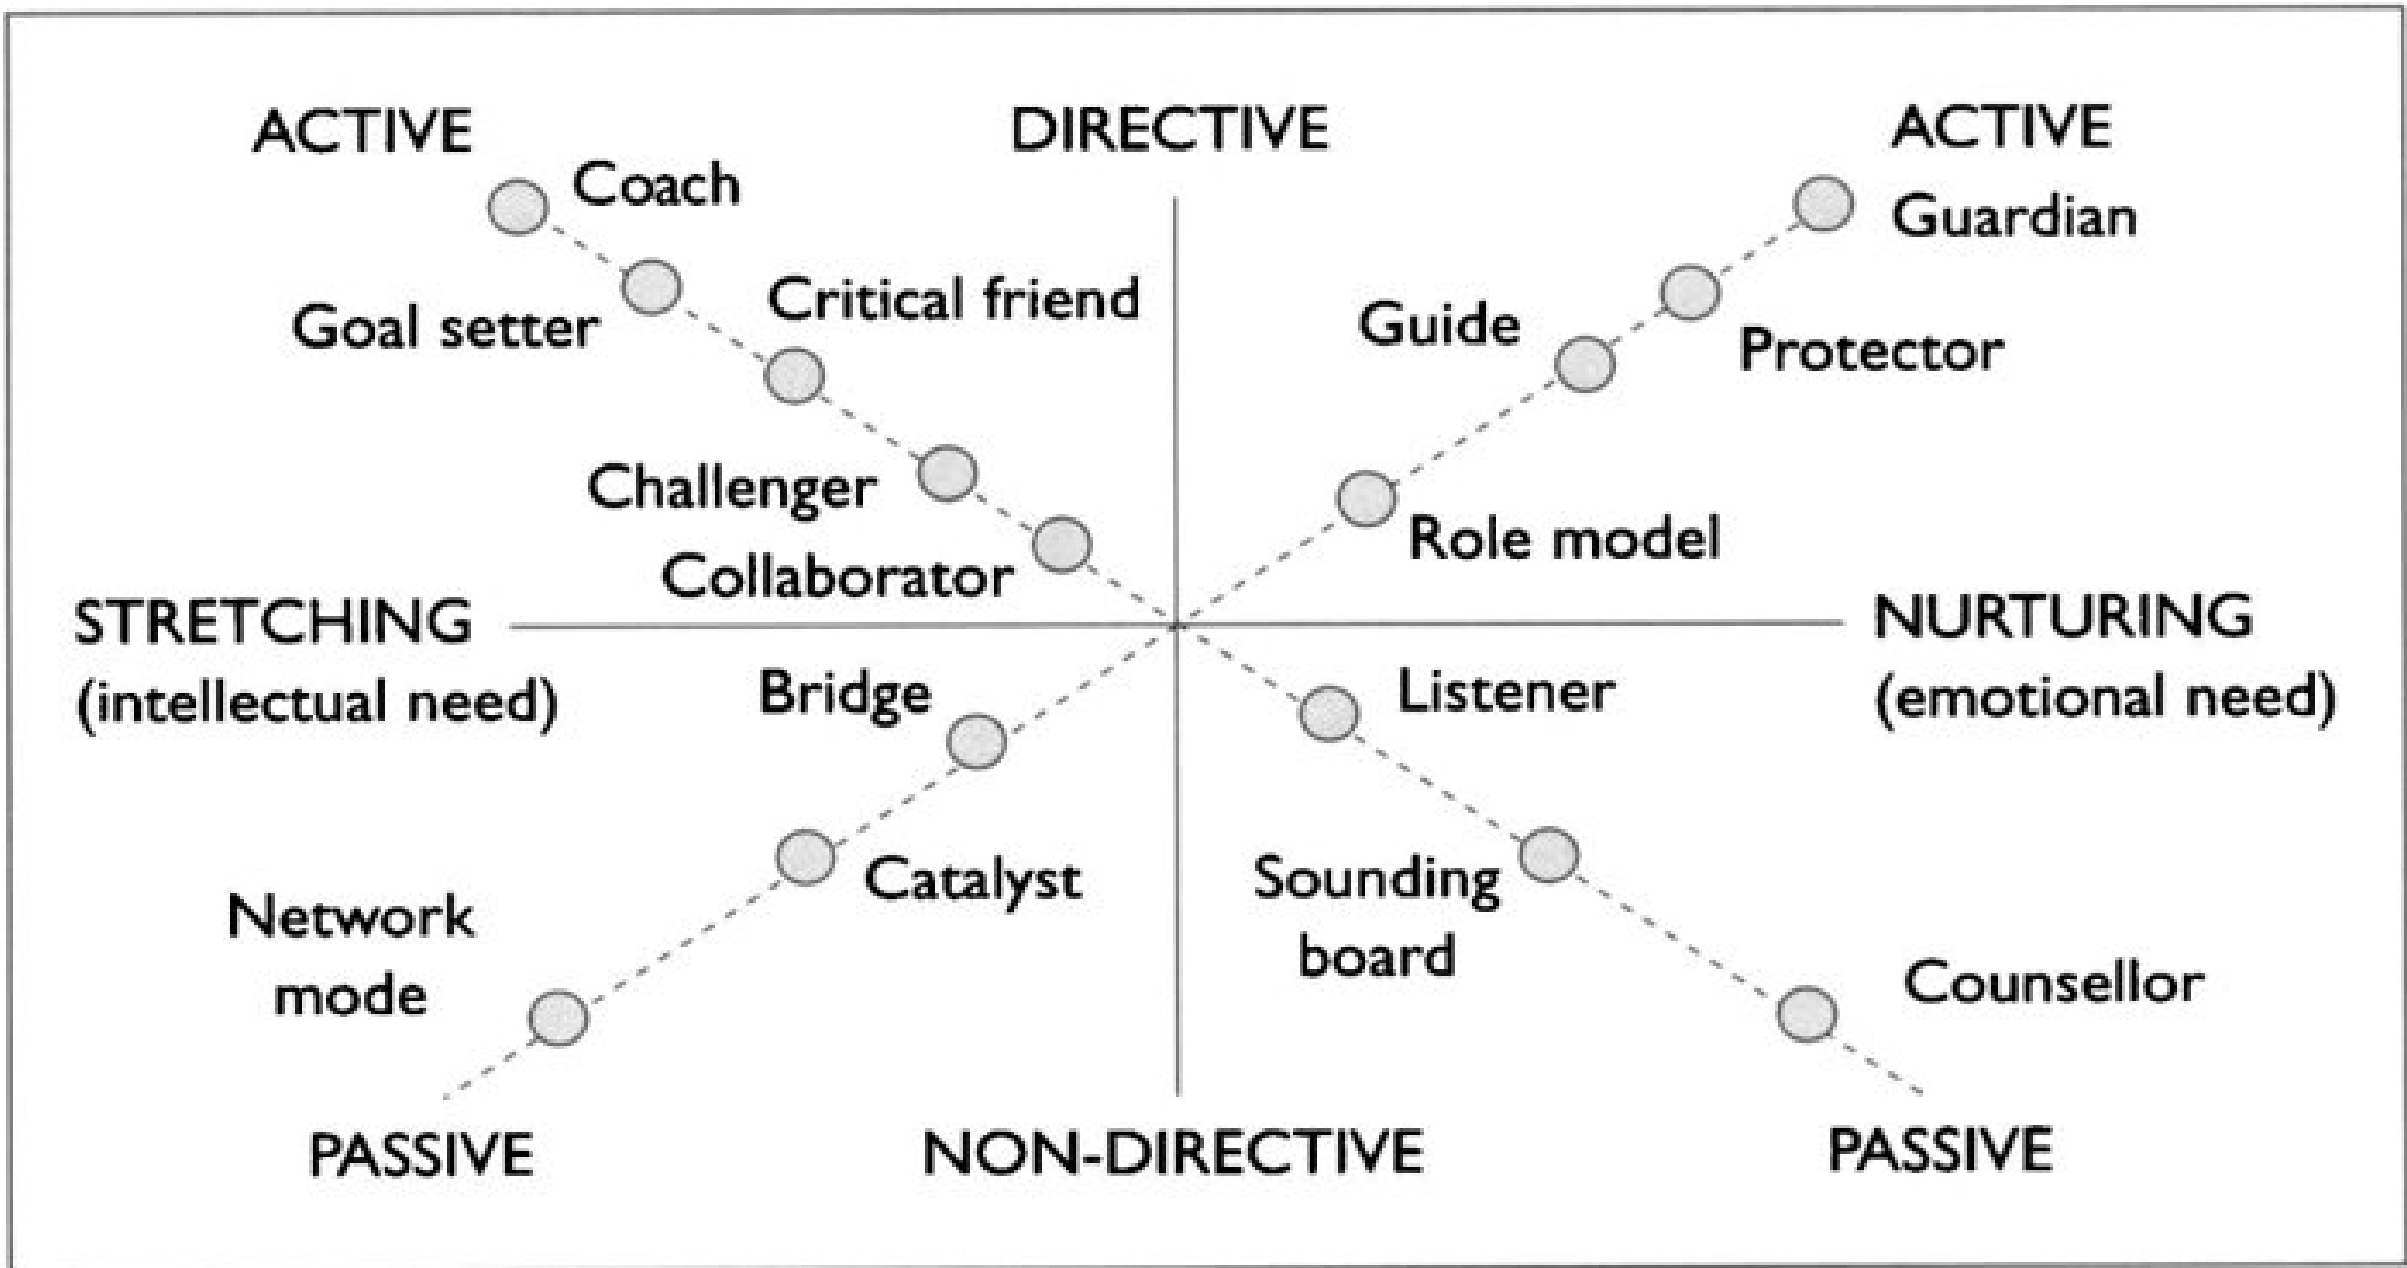 ACTIVE
DIRECTIVE
ACTIVE
Coach
Guardian
Critical friend
Goal setter
Guide
Protector
Challenger
Role model
Collaborator
STRETCHING
(intellectual need)
NURTURING
(emotional need)
Bridge
Listener
Catalyst
Sounding
board
Network
mode
Counsellor
PASSIVE
NON-DIRECTIVE
PASSIVE